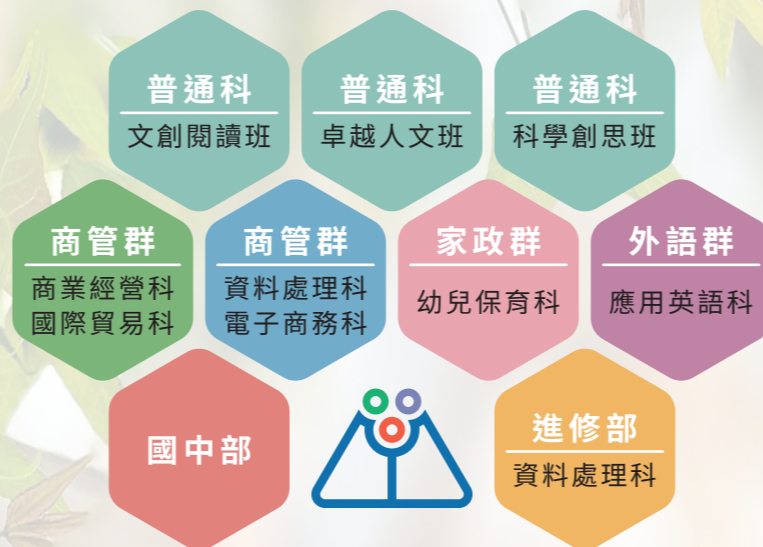 普通科
文創閱讀班
普通科
卓越人文班
普通科
科學創思班
商管群
商業經營科
國際貿易科
商管群
資料處理科
電子商務科
家政群
幼兒保育科
外語群
應用英語科
國中部
進修部
資料處理科